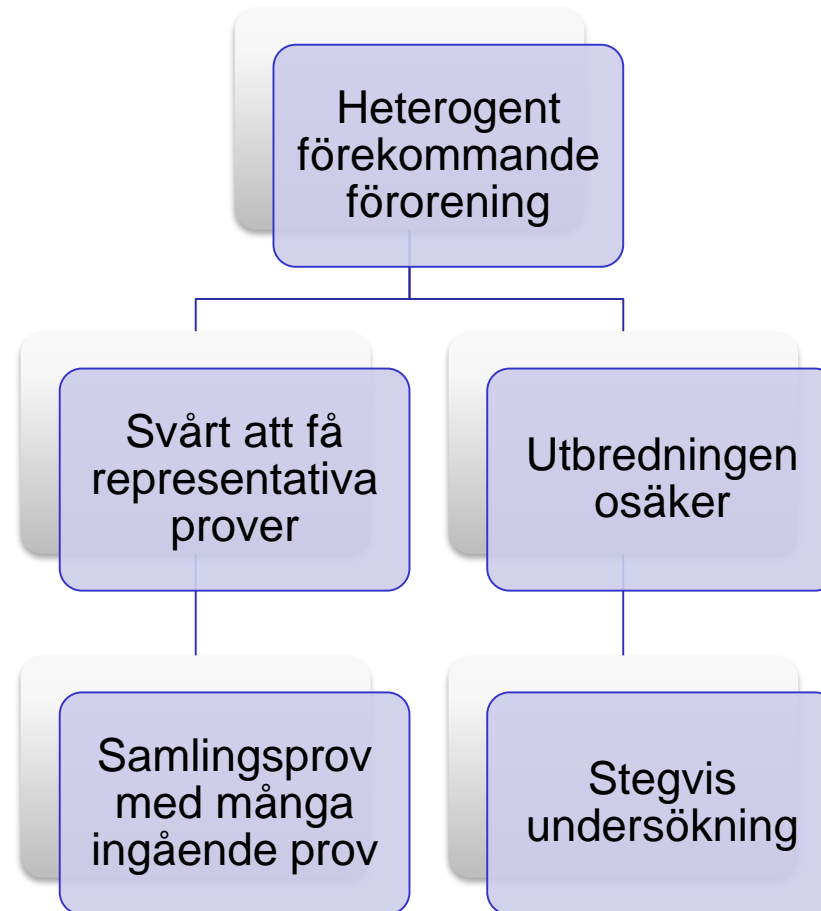 Heterogent
förekommande
förorening
Svårt att få
representativa
prover
Utbredningen
osäker
Samlingsprov
med många
ingående prov
Stegvis
undersökning